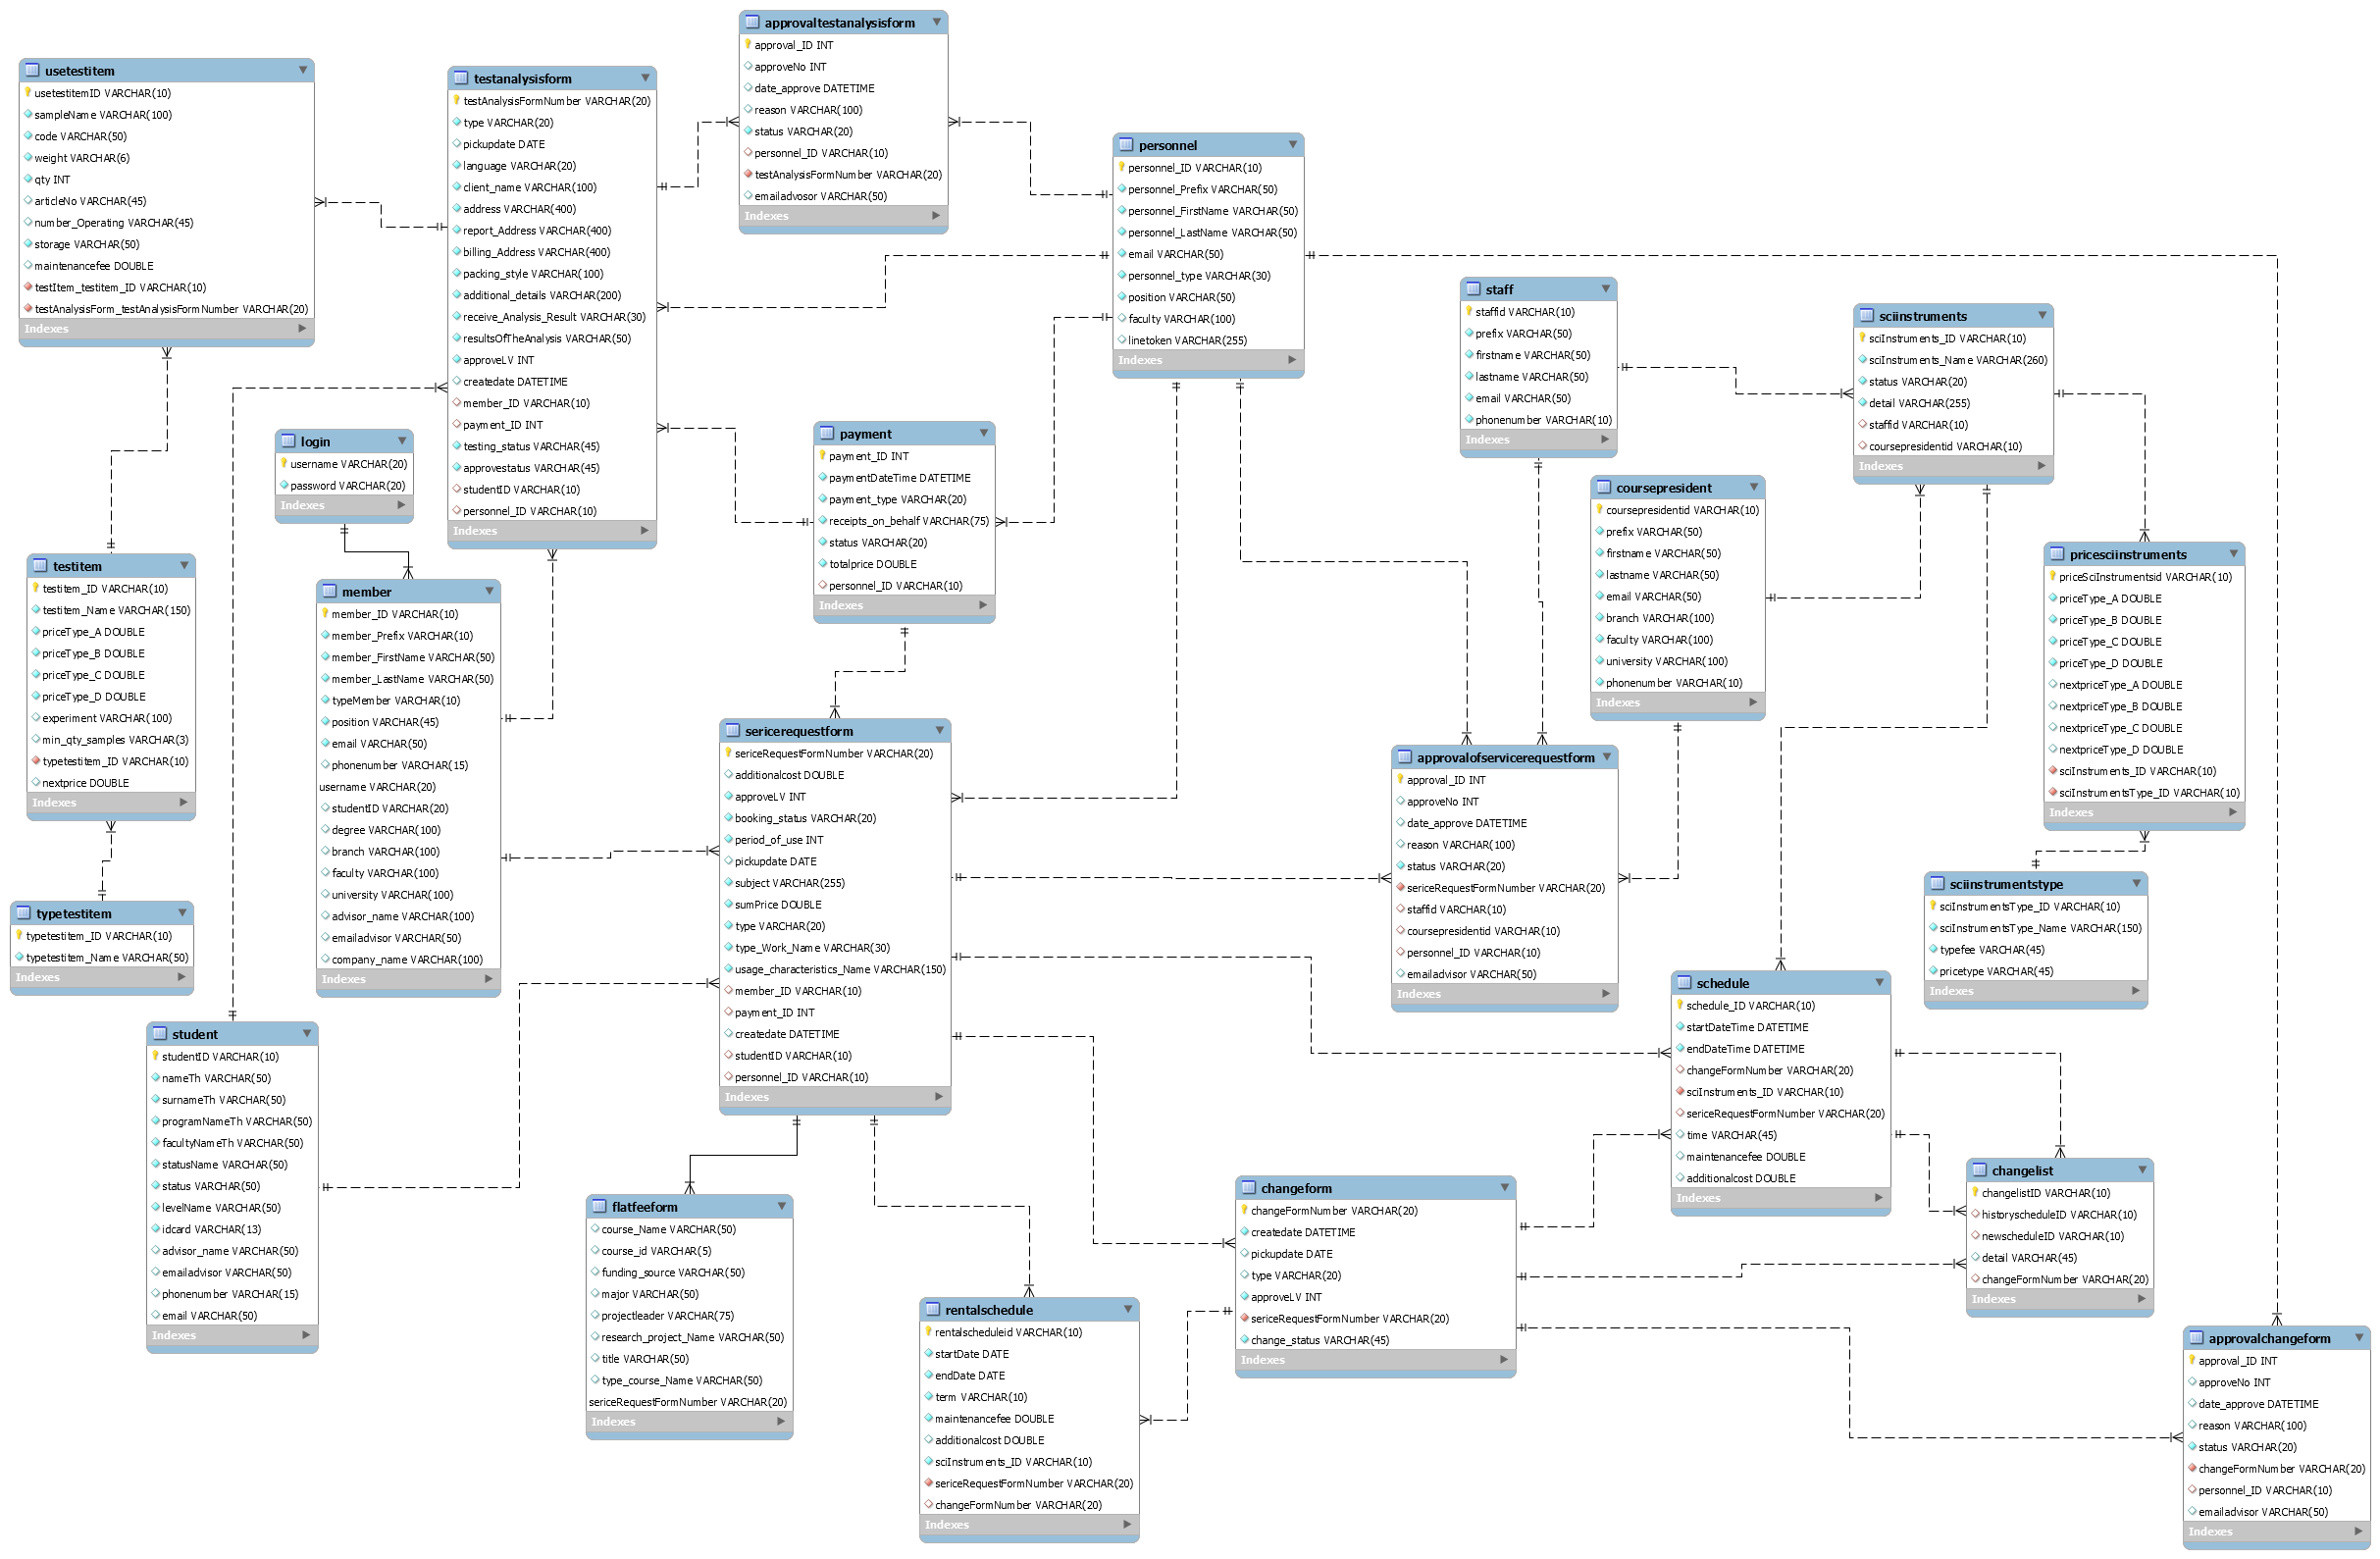 approvaltestanalysisform
approval_ID INT
approveNo INT
date_approve DATETIME
reason VARCHAR(100)
status VARCHAR(20)
personnel_ID VARCHAR(10)
testAnalysisFormNumber VARCHAR(20)
emailadvosor VARCHAR(50)
Indexes
usetestitem
usetestitemID VARCHAR(10)
sampleName VARCHAR(100)
code VARCHAR(50)
weight VARCHAR(6)
qty INT
articleNo VARCHAR(45)
number_Operating VARCHAR(45)
storage VARCHAR(50)
maintenancefee DOUBLE
testItem_testitem_ID VARCHAR(10)
testAnalysisForm_testAnalysisFormNumber VARCHAR(20)
Indexes
testanalysisform
testAnalysisFormNumber VARCHAR(20)
type VARCHAR(20)
pickupdate DATE
language VARCHAR(20)
client_name VARCHAR(100)
address VARCHAR(400)
report_Address VARCHAR(400)
billing_Address VARCHAR(400)
packing_style VARCHAR(100)
additional_details VARCHAR(200)
receive_Analysis_Result VARCHAR(30)
resultsOfTheAnalysis VARCHAR(50)
approveLV INT
createdate DATETIME
member_ID VARCHAR(10)
payment_ID INT
testing_status VARCHAR(45)
approvestatus VARCHAR(45)
studentID VARCHAR(10)
personnel_ID VARCHAR(10)
Indexes
personnel
personnel_ID VARCHAR(10)
personnel_Prefix VARCHAR(50)
personnel_FirstName VARCHAR(50)
personnel_LastName VARCHAR(50)
email VARCHAR(50)
personnel_type VARCHAR(30)
position VARCHAR(50)
faculty VARCHAR(100)
linetoken VARCHAR(255)
Indexes
staff
staffid VARCHAR(10)
prefix VARCHAR(50)
firstname VARCHAR(50)
lastname VARCHAR(50)
email VARCHAR(50)
phonenumber VARCHAR(10)
Indexes
sciinstruments
sciInstruments_ID VARCHAR(10)
sciInstruments_Name VARCHAR(260)
status VARCHAR(20)
detail VARCHAR(255)
staffid VARCHAR(10)
coursepresidentid VARCHAR(10)
Indexes
login
username VARCHAR(20)
password VARCHAR(20)
Indexes
payment
payment_ID INT
paymentDateTime DATETIME
payment_type VARCHAR(20)
receipts_on_behalf VARCHAR(75)
status VARCHAR(20)
totalprice DOUBLE
personnel_ID VARCHAR(10)
Indexes
coursepresident
coursepresidentid VARCHAR(10)
prefix VARCHAR(50)
firstname VARCHAR(50)
lastname VARCHAR(50)
email VARCHAR(50)
branch VARCHAR(100)
faculty VARCHAR(100)
university VARCHAR(100)
phonenumber VARCHAR(10)
Indexes
pricesciinstruments
priceSciInstrumentsid VARCHAR(10)
priceType_A DOUBLE
priceType_B DOUBLE
priceType_C DOUBLE
priceType_D DOUBLE
nextpriceType_A DOUBLE
nextpriceType_B DOUBLE
nextpriceType_C DOUBLE
nextpriceType_D DOUBLE
sciInstruments_ID VARCHAR(10)
sciInstrumentsType_ID VARCHAR(10)
Indexes
testitem
testitem_ID VARCHAR(10)
testitem_Name VARCHAR(150)
priceType_A DOUBLE
priceType_B DOUBLE
priceType_C DOUBLE
priceType_D DOUBLE
experiment VARCHAR(100)
min_qty_samples VARCHAR(3)
typetestitem_ID VARCHAR(10)
nextprice DOUBLE
Indexes
member
member_ID VARCHAR(10)
member_Prefix VARCHAR(10)
member_FirstName VARCHAR(50)
member_LastName VARCHAR(50)
typeMember VARCHAR(10)
position VARCHAR(45)
email VARCHAR(50)
phonenumber VARCHAR(15)
username VARCHAR(20)
studentID VARCHAR(20)
degree VARCHAR(100)
branch VARCHAR(100)
faculty VARCHAR(100)
university VARCHAR(100)
advisor_name VARCHAR(100)
emailadvisor VARCHAR(50)
company_name VARCHAR(100)
Indexes
sericerequestform
sericeRequestFormNumber VARCHAR(20)
additionalcost DOUBLE
approveLV INT
booking_status VARCHAR(20)
period_of_use INT
pickupdate DATE
subject VARCHAR(255)
sumPrice DOUBLE
type VARCHAR(20)
type_Work_Name VARCHAR(30)
usage_characteristics_Name VARCHAR(150)
member_ID VARCHAR(10)
payment_ID INT
createdate DATETIME
studentID VARCHAR(10)
personnel_ID VARCHAR(10)
Indexes
approvalofservicerequestform
approval_ID INT
approveNo INT
date_approve DATETIME
reason VARCHAR(100)
status VARCHAR(20)
sericeRequestFormNumber VARCHAR(20)
staffid VARCHAR(10)
coursepresidentid VARCHAR(10)
personnel_ID VARCHAR(10)
emailadvisor VARCHAR(50)
Indexes
sciinstrumentstype
sciInstrumentsType_ID VARCHAR(10)
sciInstrumentsType_Name VARCHAR(150)
typefee VARCHAR(45)
pricetype VARCHAR(45)
Indexes
typetestitem
typetestitem_ID VARCHAR(10)
typetestitem_Name VARCHAR(50)
Indexes
schedule
schedule_ID VARCHAR(10)
startDateTime DATETIME
endDateTime DATETIME
changeFormNumber VARCHAR(20)
sciInstruments_ID VARCHAR(10)
sericeRequestFormNumber VARCHAR(20)
time VARCHAR(45)
maintenancefee DOUBLE
additionalcost DOUBLE
Indexes
student
studentID VARCHAR(10)
nameTh VARCHAR(50)
surnameTh VARCHAR(50)
programNameTh VARCHAR(50)
facultyNameTh VARCHAR(50)
statusName VARCHAR(50)
status VARCHAR(50)
levelName VARCHAR(50)
idcard VARCHAR(13)
advisor_name VARCHAR(50)
emailadvisor VARCHAR(50)
phonenumber VARCHAR(15)
email VARCHAR(50)
Indexes
flatfeeform
course_Name VARCHAR(50)
course_id VARCHAR(5)
funding_source VARCHAR(50)
major VARCHAR(50)
projectleader VARCHAR(75)
research_project_Name VARCHAR(50)
title VARCHAR(50)
type_course_Name VARCHAR(50)
sericeRequestFormNumber VARCHAR(20)
Indexes
changeform
changeFormNumber VARCHAR(20)
createdate DATETIME
pickupdate DATE
type VARCHAR(20)
approveLV INT
sericeRequestFormNumber VARCHAR(20)
change_status VARCHAR(45)
Indexes
changelist
changelistID VARCHAR(10)
historyscheduleID VARCHAR(10)
newscheduleID VARCHAR(10)
detail VARCHAR(45)
changeFormNumber VARCHAR(20)
Indexes
rentalschedule
rentalscheduleid VARCHAR(10)
startDate DATE
endDate DATE
term VARCHAR(10)
maintenancefee DOUBLE
additionalcost DOUBLE
sciInstruments_ID VARCHAR(10)
sericeRequestFormNumber VARCHAR(20)
changeFormNumber VARCHAR(20)
Indexes
approvalchangeform
approval_ID INT
approveNo INT
date_approve DATETIME
reason VARCHAR(100)
status VARCHAR(20)
changeFormNumber VARCHAR(20)
personnel_ID VARCHAR(10)
emailadvisor VARCHAR(50)
Indexes